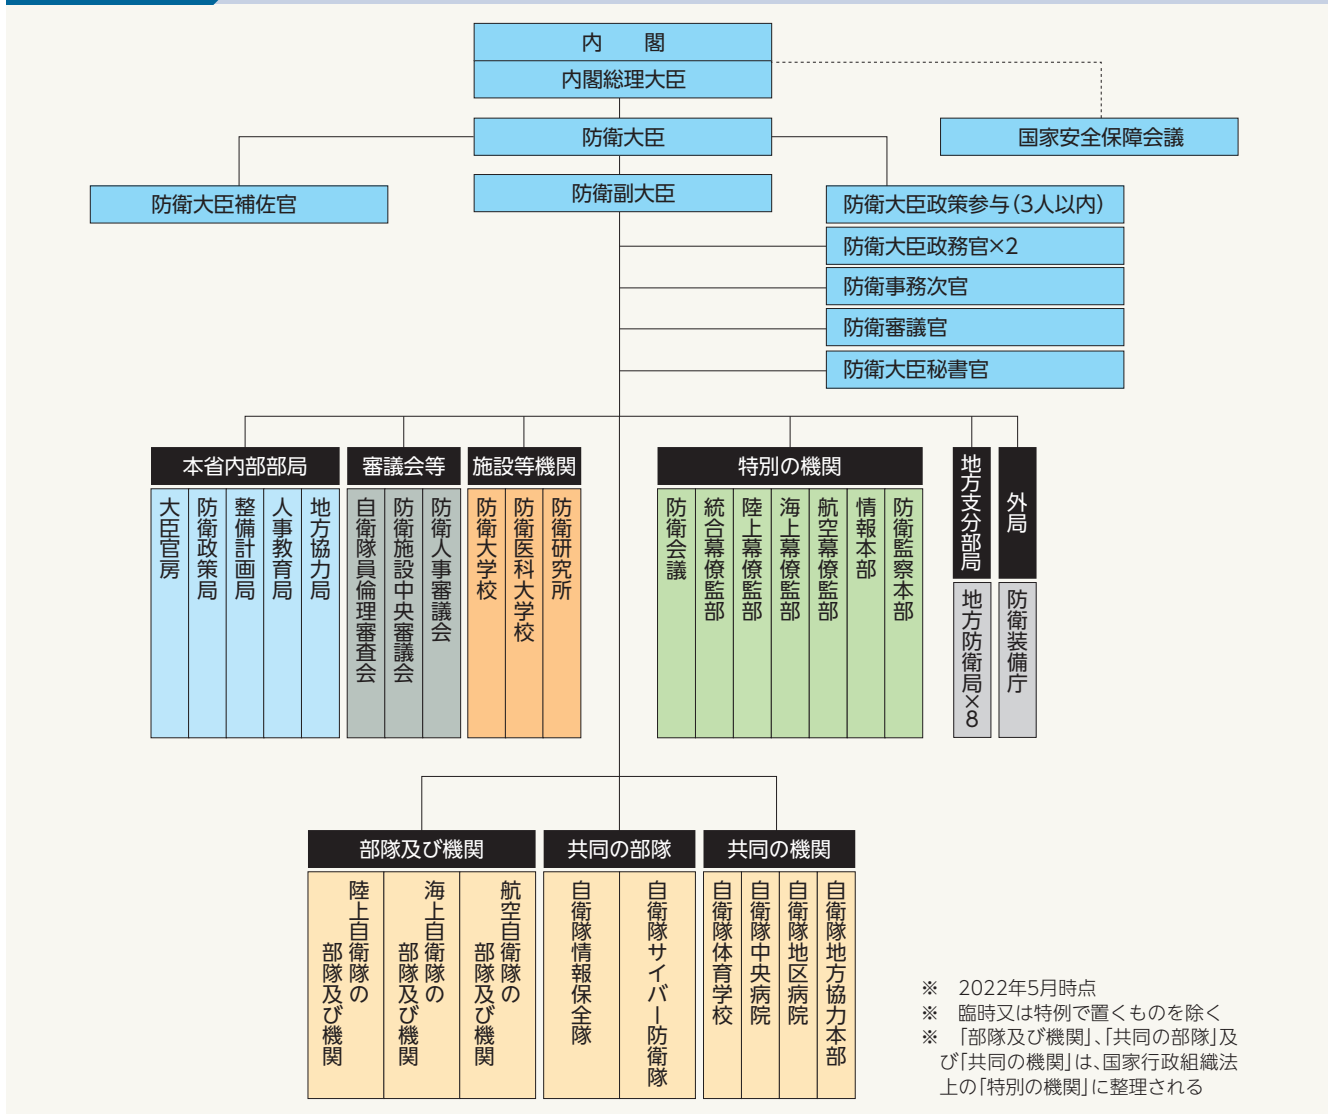 内　閣
内閣総理大臣
国家安全保障会議
防衛大臣
防衛副大臣
防衛大臣補佐官
防衛大臣政策参与(3人以内)
防衛大臣政務官×2
防衛事務次官
防衛審議官
防衛大臣秘書官
本省内部部局
大臣官房
防衛政策局
整備計画局
人事教育局
地方協力局
審議会等
自衛隊員倫理審査会
防衛施設中央審議会
防衛人事審議会
施設等機関
防衛大学校
防衛医科大学校
防衛研究所
特別の機関
防衛会議
統合幕僚監部
陸上幕僚監部
海上幕僚監部
航空幕僚監部
情報本部
防衛監察本部
地方支分部局
地方防衛局×8
外局
防衛装備庁
部隊及び機関
陸上自衛隊の
部隊及び機関
海上自衛隊の
部隊及び機関
航空自衛隊の
部隊及び機関
共同の部隊
自衛隊情報保全隊
自衛隊サイバー防衛隊
共同の機関
自衛隊体育学校
自衛隊中央病院
自衛隊地区病院
自衛隊地方協力本部
※　2022年5月時点
※　臨時又は特例で置くものを除く
※　「部隊及び機関」、「共同の部隊」及
び「共同の機関」は、国家行政組織法
上の「特別の機関」に整理される